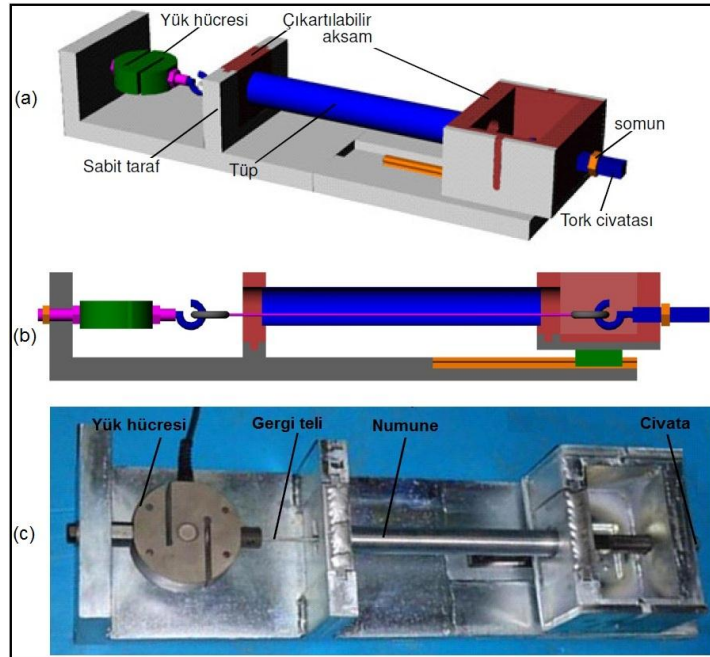 Yük hücresi
Çıkartılabilir
aksam
(a)
somun
Sabit taraf
Tüp
Tork civatası
(b)
Yük hücresi
Gergi teli
Numune
Civata
(c)